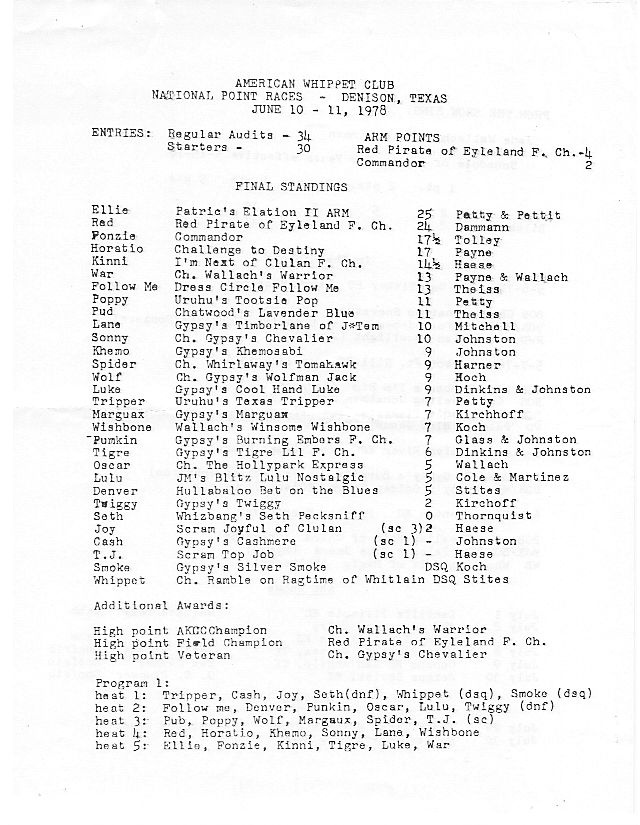 AMERICAN WHIPPET CLUB
NATIONAL POINT RACES - DENISON, TEXAS
JUNE 10 - 11, 1978
ENTRIES: Regular Audits - 34 ARM POINTS
Starters - 30 Red Pirate of Eyleland F. Ch.-4
Commandor 2
FINAL STANDINGS
Ellie Patric's Elation II ARM 25 Patty & Pettit
Red Red Pirate of Eyleland F. Ch. 24 Dammann
Fonzie Commandor 17½ Tolley
Horatio Challenge to Destiny 17 Payne
Kinni I'm Next of Clulan F. Ch. 14½ Haese
War Ch. Wallach's Warrior 13 Payne & Wallach
Follow Me Dress Circle Follow Me 13 Theiss
Poppy Uruhu's Tootsie Pop 11 Petty
Pud Chatwood's Lavender Blue 11 Theiss
Lane Gypsy's Timborlane of J*Tam 10 Mitchell
Sonny Ch. Gypsy's Chevalier 10 Johnston
Khemo Gypsy's Khemosabi 9 Johnston
Spider Ch. Whirlaway's Tomahawk 9 Harner
Wolf Ch. Gypsy's Wolfman Jack 9 Koch
Luke Gypsy's Cool Hand Luke 9 Dinkins & Johnston
Tripper Uruhu's Texas Tripper 7 Petty
Marguax Gypsy's Marguax 7 Kirchhoff
Wishbone Wallach's Winsome Wishbone 7 Koch
Pumkin Gypsy's Burning Embers F. Ch. 7 Glass & Johnston
Tigre Gypsy's Tigre Lil F. Ch. 6 Dinkins & Johnston
Oscar Ch. The Hollypark Express 5 Wallach
Lulu JM's Blitz Lulu Nostalgic 5 Cole & Martinez
Denver Hullabaloo Bet on the Blues 5 Stites
Twiggy Gypsy's Twiggy 2 Kirchoff
Seth Whizbang's Seth Pecksniff 0 Thornquist
Joy Scram Joyful of Clulan (sc 3)2 Haese
Cash Gypsy's Cashmere (sc 1) - Johnston
T.J. Scram Top Job (sc 1) - Haese
Smoke Gypsy's Silver Smoke DSQ Koch
Whippet Ch. Ramble on Ragtime of Whitlain DSQ Stites
Additional Awards:
High point AKCCChampion Ch. Wallach's Warrior
High point Field Champion Red Pirate of Eyleland F. Ch.
High point Veteran Ch. Gypsy's Chevalier
Program 1:
heat 1: Tripper, Cash, Joy, Seth(dnf), Whippet (dsq), Smoke (dsq)
heat 2: Follow me, Denver, Punkin, Oscar, Lulu, Twiggy (dnf)
heat 3: Pub, Poppy, Wolf, Margaux, Spider, T.J. (sc)
heat 4: Red, Horatio, Khemo, Sonny, Lane, Wishbone
heat 5: Ellie, Fonzie, Kinni, Tigre, Luke, War